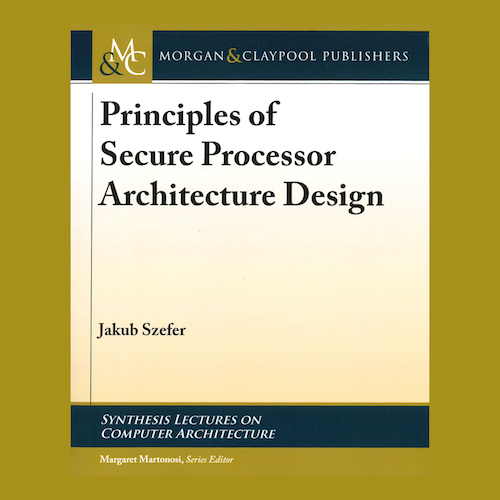 M
&C
MORGAN & CLAYPOOL PUBLISHERS
Principles of
Secure Processor
Architecture Design
Jakub Szefer
SYNTHESIS LECTURES ON
COMPUTER ARCHITECTURE
Margaret Martonosi, Series Editor